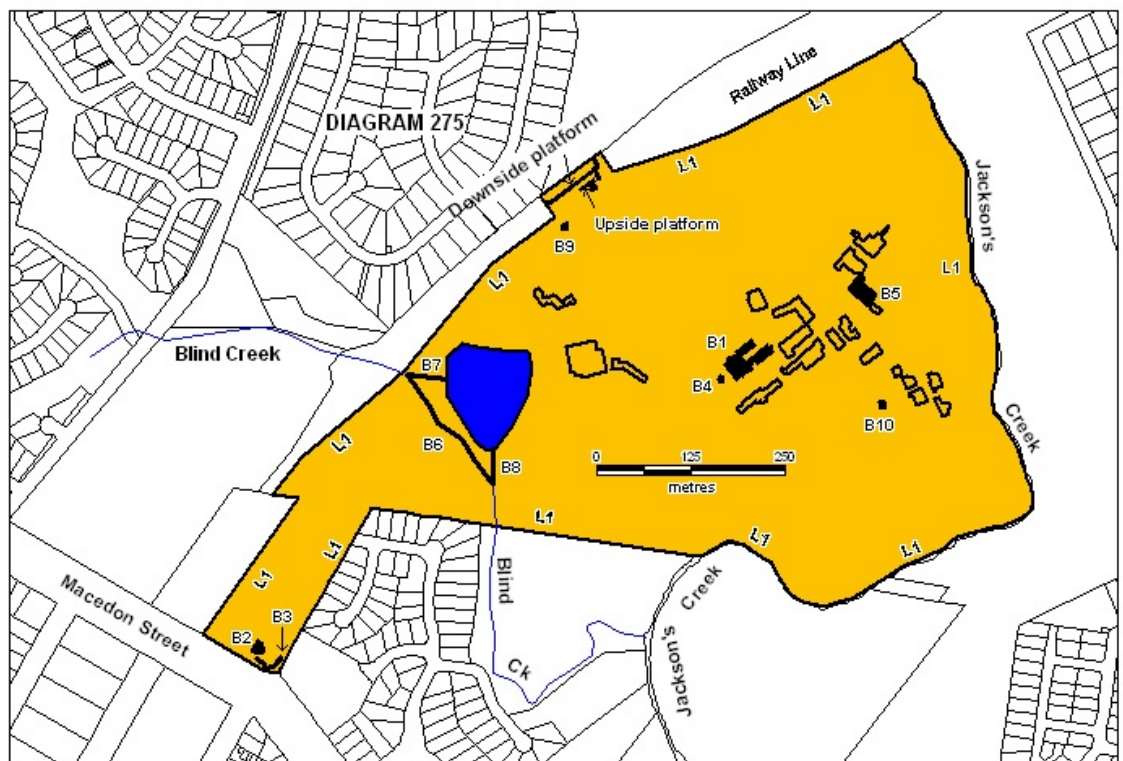 Railway Line
L1
DIAGRAM 275
Downside platform
L1
Jackson's
Upside platform
B9
L1
L1
B5
B1
Blind Creek
B7
B4
B10
Creek
B6
L1
B8
0 125 250
metres
L1
L1
L1
L1
L1
Blind
Creek
Macedon Street
B3
B2
Jackson's
Ck